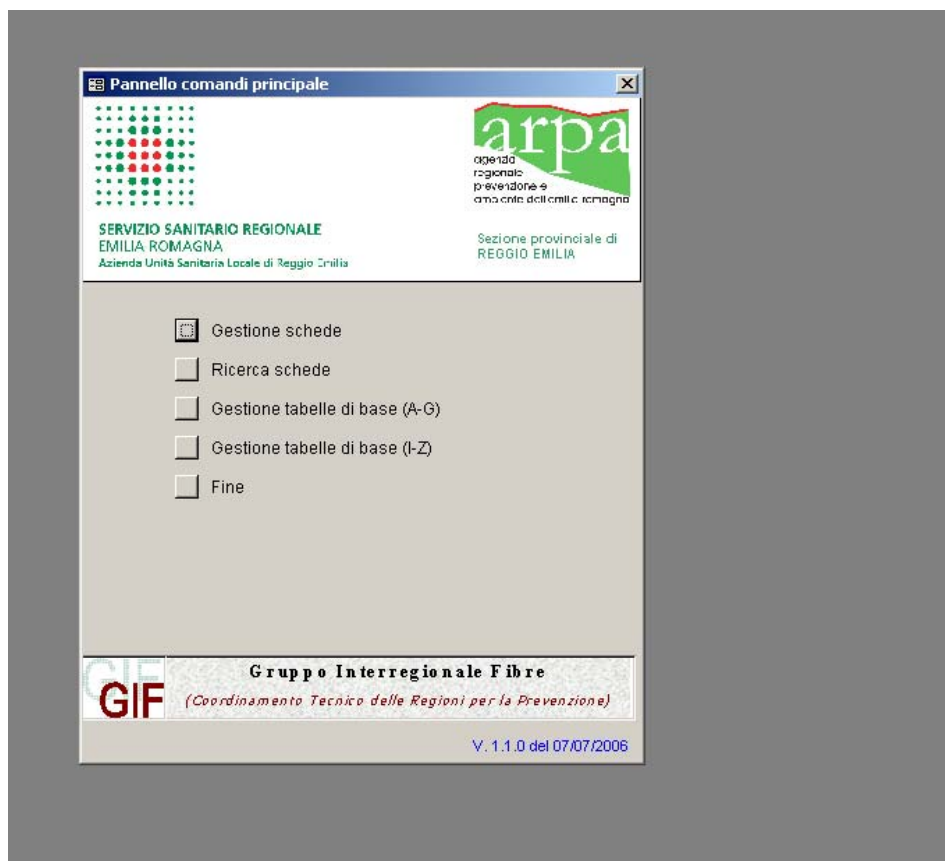 Pannello comandi principale
arpa
agenzia
regionale
prevenzione e
ambiente dell'emilia romagna
SERVIZIO SANITARIO REGIONALE
EMILIA ROMAGNA
Azienda Unità Sanitaria Locale di Reggio Emilia
Sezione provinciale di
REGGIO EMILIA
Gestione schede
Ricerca schede
Gestione tabelle di base (A-G)
Gestione tabelle di base (I-Z)
Fine
GIF
Gruppo Interregionale Fibre
(Coordinamento Tecnico delle Regioni per la Prevenzione)
V. 1.1.0 del 07/07/2006